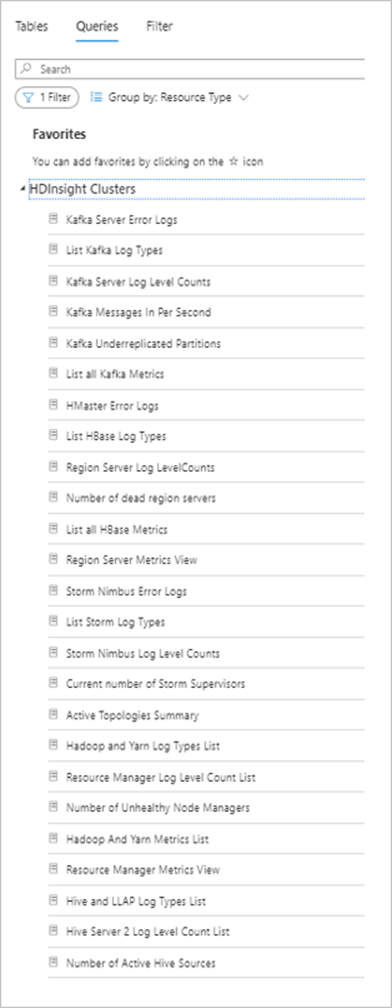 Tables Queries Filter
Search
1 Filter Group by: Resource Type
Favorites
You can add favorites by clicking on the ☆ icon
HDInsight Clusters
Kafka Server Error Logs
List Kafka Log Types
Kafka Server Log Level Counts
Kafka Messages In Per Second
Kafka Underreplicated Partitions
List all Kafka Metrics
HMaster Error Logs
List HBase Log Types
Region Server Log LevelCounts
Number of dead region servers
List all HBase Metrics
Region Server Metrics View
Storm Nimbus Error Logs
List Storm Log Types
Storm Nimbus Log Level Counts
Current number of Storm Supervisors
Active Topologies Summary
Hadoop and Yarn Log Types List
Resource Manager Log Level Count List
Number of Unhealthy Node Managers
Hadoop And Yarn Metrics List
Resource Manager Metrics View
Hive and LLAP Log Types List
Hive Server 2 Log Level Count List
Number of Active Hive Sources